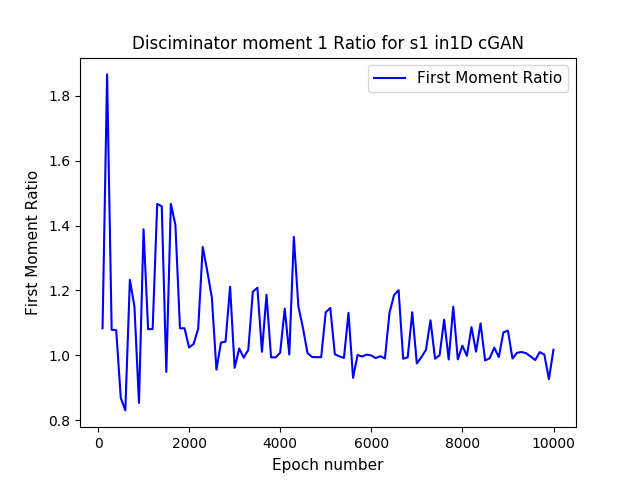 Disciminator moment 1 Ratio for s1 in1D cGAN
First Moment Ratio
First Moment Ratio
1.8
1.6
1.4
1.2
1.0
0.8
0 2000 4000 6000 8000 10000
Epoch number